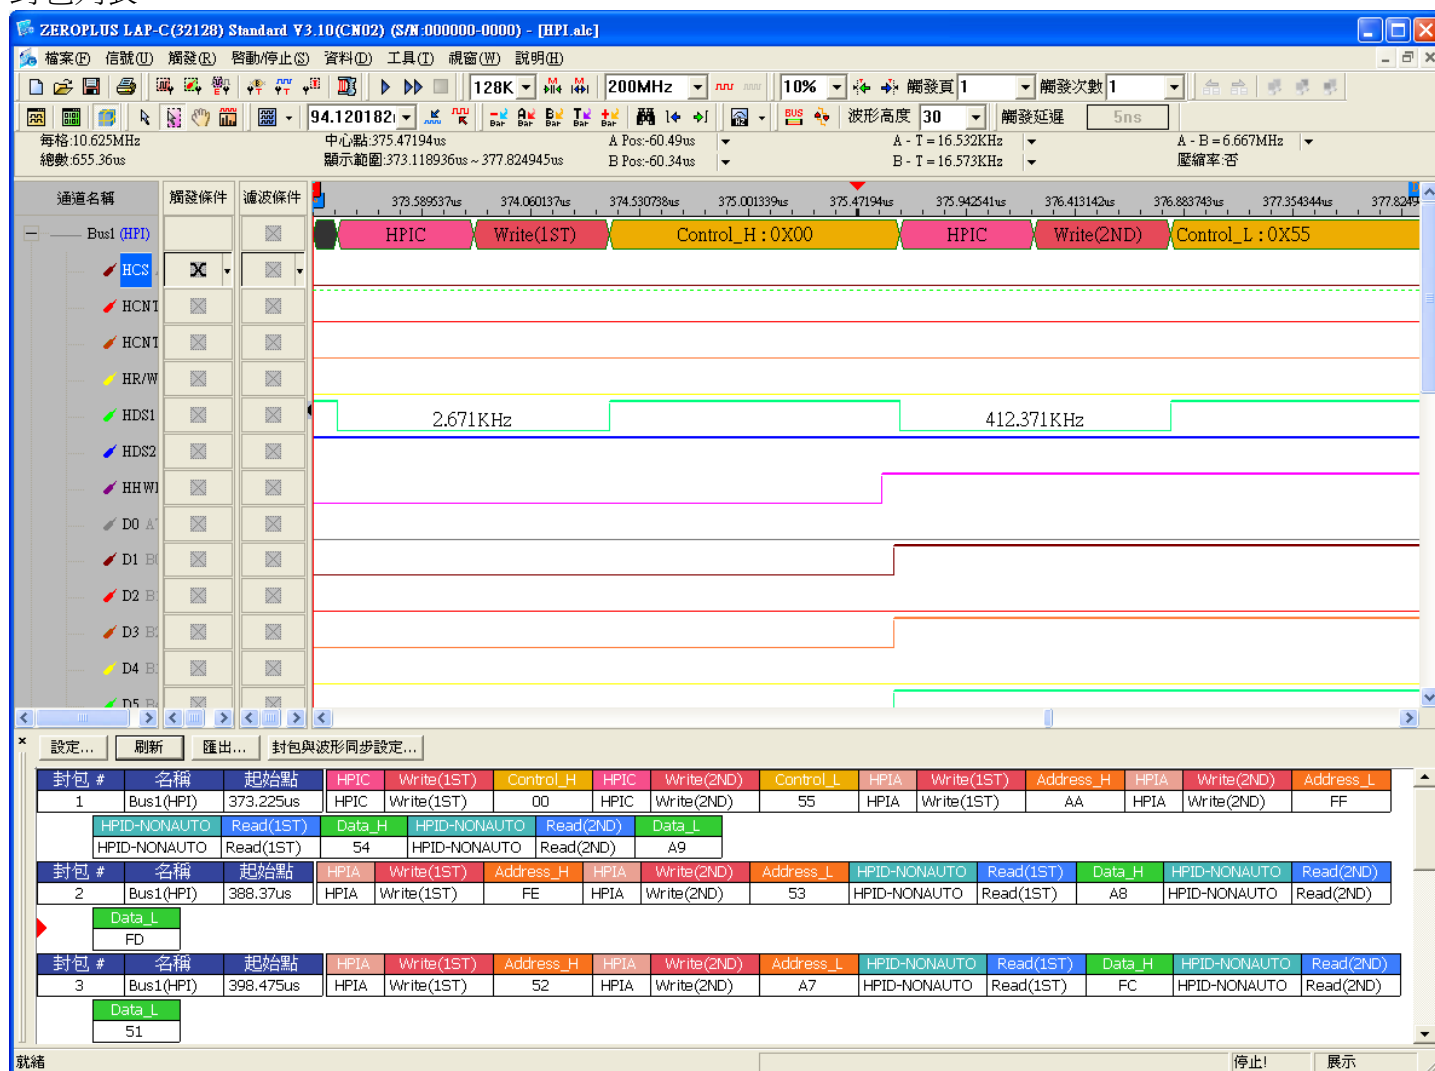 ZEROPLUS LAP-C(32128) Standard V3.10(CN02) (S/N:000000-0000) - [HPI.alc]
檔案(F) 信號(U) 觸發(R) 啓動/停止(S) 資料(D) 工具(T) 視窗(W) 說明(H)
128K 200MHz 10% 觸發頁 1 觸發次數 1
94.120182 Bar Bar Bar Bar Bar BUS 波形高度 30 觸發延遲 5ns
每格:10.625MHz 中心點:375.47194us A Pos:-60.49us A - T = 16.532KHz A - B = 6.667MHz
總數:655.36us 顯示範圍:373.118936us ~ 377.824945us B Pos:-60.34us B - T = 16.573KHz 壓縮率:否
通道名稱 觸發條件 濾波條件 373.589537us 374.060137us 374.530738us 375.001339us 375.47194us 375.942541us 376.413142us 376.883743us 377.354344us 377.8249
Bus1 (HPI) HPIC Write(1ST) Control_H : 0X00 HPIC Write(2ND) Control_L : 0X55
HCS
HCNT
HCNT
HR/W
HDS1 2.671KHz 412.371KHz
HDS2
HHWI
D0 A
D1 B
D2 B
D3 B
D4 B
D5 B
設定... 刷新 匯出... 封包與波形同步設定...
封包 # 名稱 起始點 HPIC Write(1ST) Control_H HPIC Write(2ND) Control_L HPIA Write(1ST) Address_H HPIA Write(2ND) Address_L
1 Bus1(HPI) 373.225us HPIC Write(1ST) 00 HPIC Write(2ND) 55 HPIA Write(1ST) AA HPIA Write(2ND) FF
HPID-NONAUTO Read(1ST) Data_H HPID-NONAUTO Read(2ND) Data_L
HPID-NONAUTO Read(1ST) 54 HPID-NONAUTO Read(2ND) A9
封包 # 名稱 起始點 HPIA Write(1ST) Address_H HPIA Write(2ND) Address_L HPID-NONAUTO Read(1ST) Data_H HPID-NONAUTO Read(2ND)
2 Bus1(HPI) 388.37us HPIA Write(1ST) FE HPIA Write(2ND) 53 HPID-NONAUTO Read(1ST) A8 HPID-NONAUTO Read(2ND)
Data_L
FD
封包 # 名稱 起始點 HPIA Write(1ST) Address_H HPIA Write(2ND) Address_L HPID-NONAUTO Read(1ST) Data_H HPID-NONAUTO Read(2ND)
3 Bus1(HPI) 398.475us HPIA Write(1ST) 52 HPIA Write(2ND) A7 HPID-NONAUTO Read(1ST) FC HPID-NONAUTO Read(2ND)
Data_L
51
就緒 停止! 展示